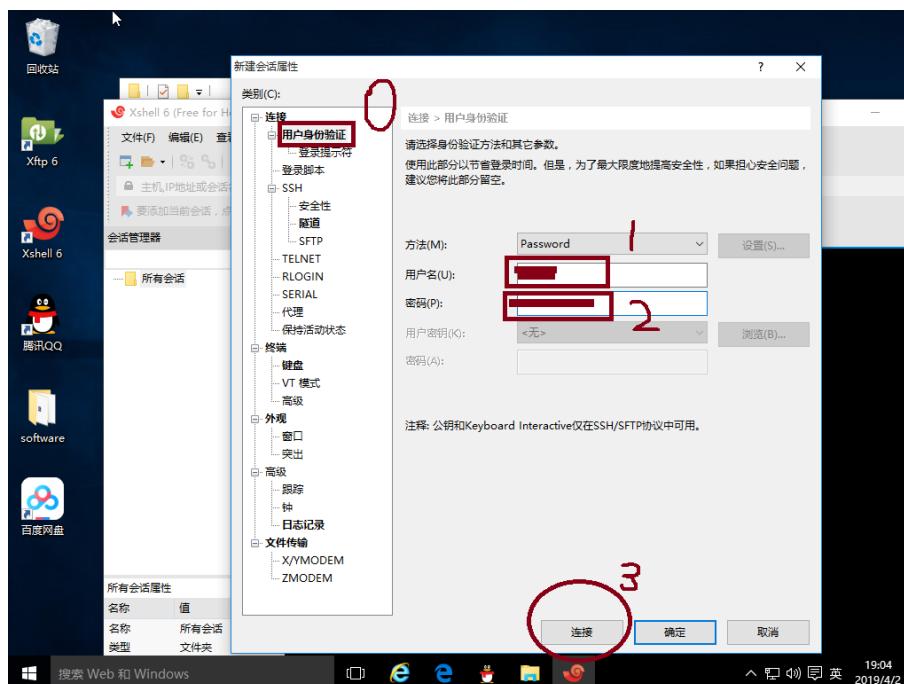 回收站
Xftp 6
Xshell 6
腾讯QQ
software
百度网盘
Xshell 6 (Free for H
文件(F) 编辑(E) 查
主机,IP地址或会话
要添加当前会话，点
会话管理器
所有会话
所有会话属性
名称 值
名称 所有会话
类型 文件夹
新建会话属性
? ×
类别(C):
0
连接
用户身份验证
登录提示符
登录脚本
SSH
安全性
隧道
SFTP
TELNET
RLOGIN
SERIAL
代理
保持活动状态
终端
键盘
VT 模式
高级
外观
窗口
突出
高级
跟踪
钟
日志记录
文件传输
X/YMODEM
ZMODEM
连接 > 用户身份验证
请选择身份验证方法和其它参数。
使用此部分以节省登录时间。但是，为了最大限度地提高安全性，如果担心安全问题，
建议您将此部分留空。
方法(M): Password 设置(S)...
1
用户名(U):
密码(P):
2
用户密钥(K): <无> 浏览(B)...
密码(A):
注释: 公钥和Keyboard Interactive仅在SSH/SFTP协议中可用。
3
连接 确定 取消
搜索 Web 和 Windows
英
19:04
2019/4/2